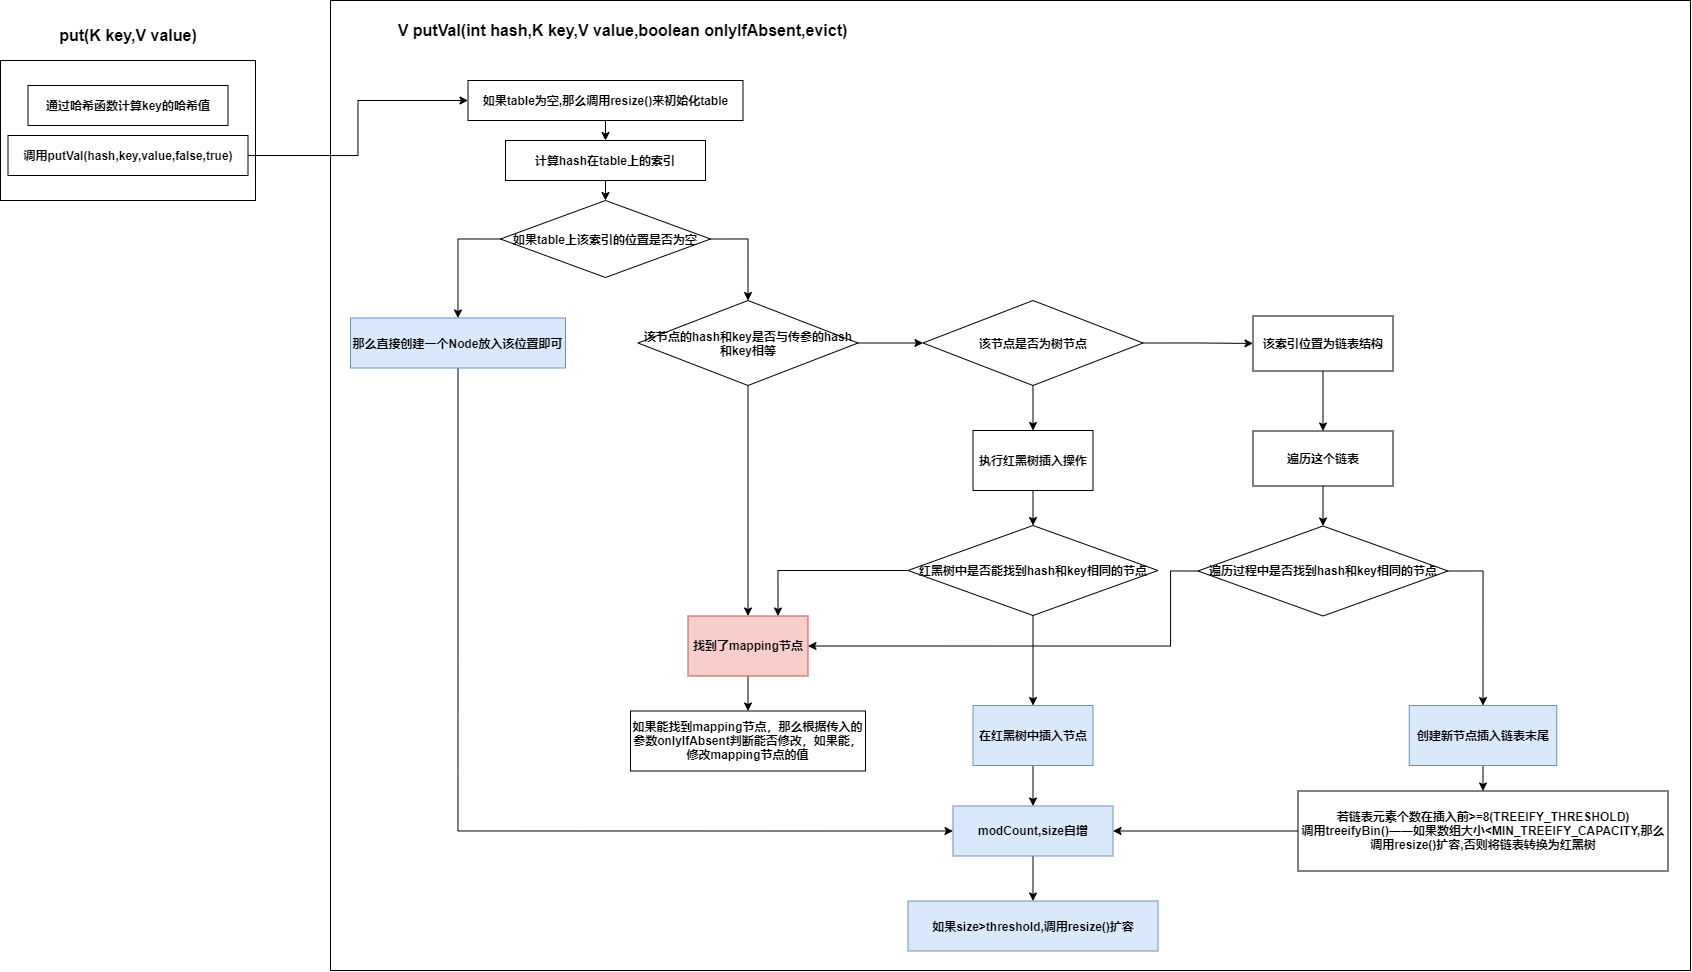 put(K key,V value)
通过哈希函数计算key的哈希值
调用putVal(hash,key,value,false,true)
V putVal(int hash,K key,V value,boolean onlyIfAbsent,evict)
如果table为空,那么调用resize()来初始化table
计算hash在table上的索引
如果table上该索引的位置是否为空
那么直接创建一个Node放入该位置即可
该节点的hash和key是否与传参的hash
和key相等
该节点是否为树节点
该索引位置为链表结构
执行红黑树插入操作
遍历这个链表
红黑树中是否能找到hash和key相同的节点
遍历过程中是否找到hash和key相同的节点
找到了mapping节点
如果能找到mapping节点，那么根据传入的
参数onlyIfAbsent判断能否修改，如果能，
修改mapping节点的值
在红黑树中插入节点
创建新节点插入链表末尾
若链表元素个数在插入前>=8(TREEIFY_THRESHOLD)
调用treeifyBin()——如果数组大小<MIN_TREEIFY_CAPACITY,那么
调用resize()扩容,否则将链表转换为红黑树
modCount,size自增
如果size>threshold,调用resize()扩容